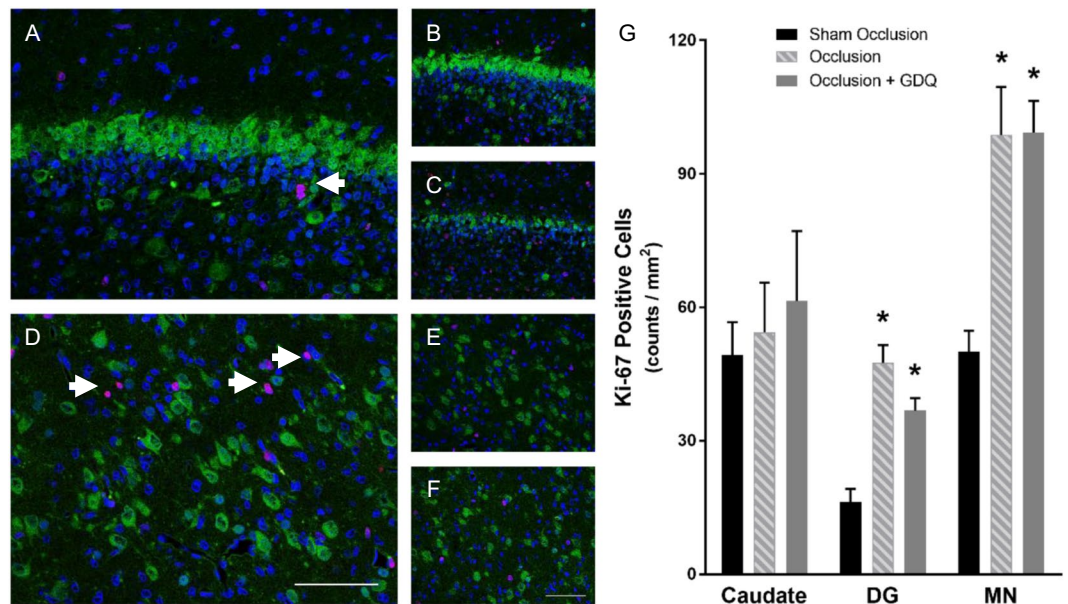 A
B
C
D
E
F
G
Sham Occlusion
Occlusion
Occlusion + GDQ
Ki-67 Positive Cells
(counts / mm²)
120
90
60
30
0
* *
* *
Caudate DG MN